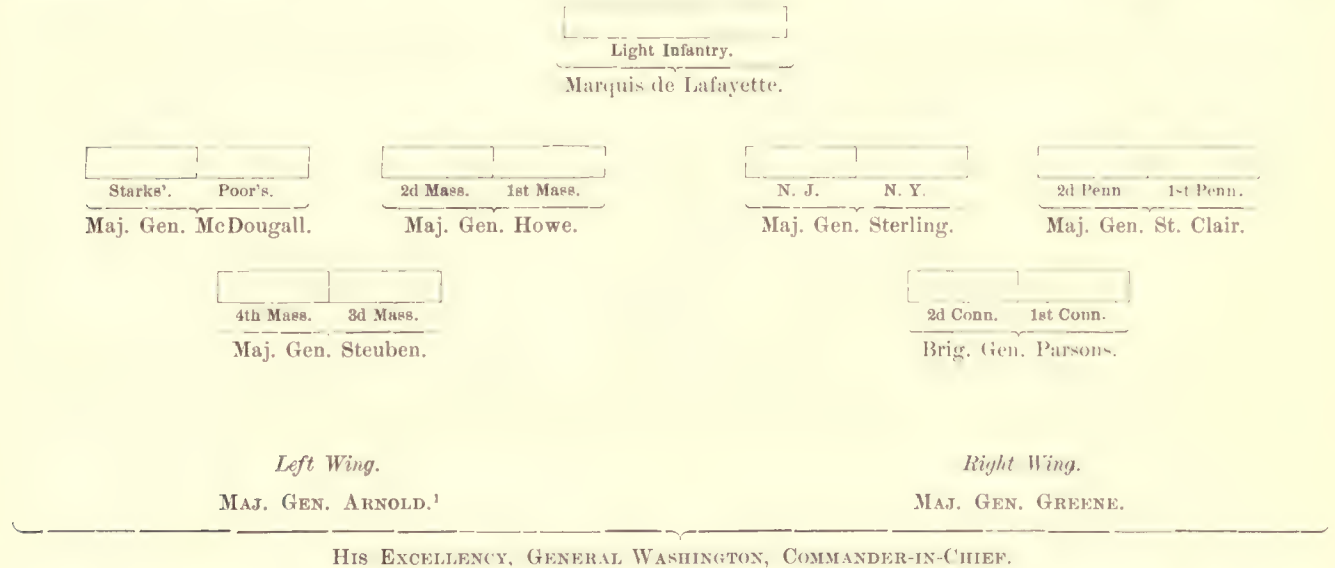 Light Infantry.
Marquis de Lafayette.
Starks'. Poor's. 2d Mass. 1st Mass. N. J. N. Y. 2d Penn 1st Penn.
Maj. Gen. McDougall. Maj. Gen. Howe. Maj. Gen. Sterling. Maj. Gen. St. Clair.
4th Mass. 3d Mass. 2d Conn. 1st Conn.
Maj. Gen. Steuben. Brig. Gen. Parsons.
Left Wing. Right Wing.
MAJ. GEN. ARNOLD.¹ MAJ. GEN. GREENE.
HIS EXCELLENCY, GENERAL WASHINGTON, COMMANDER-IN-CHIEF.